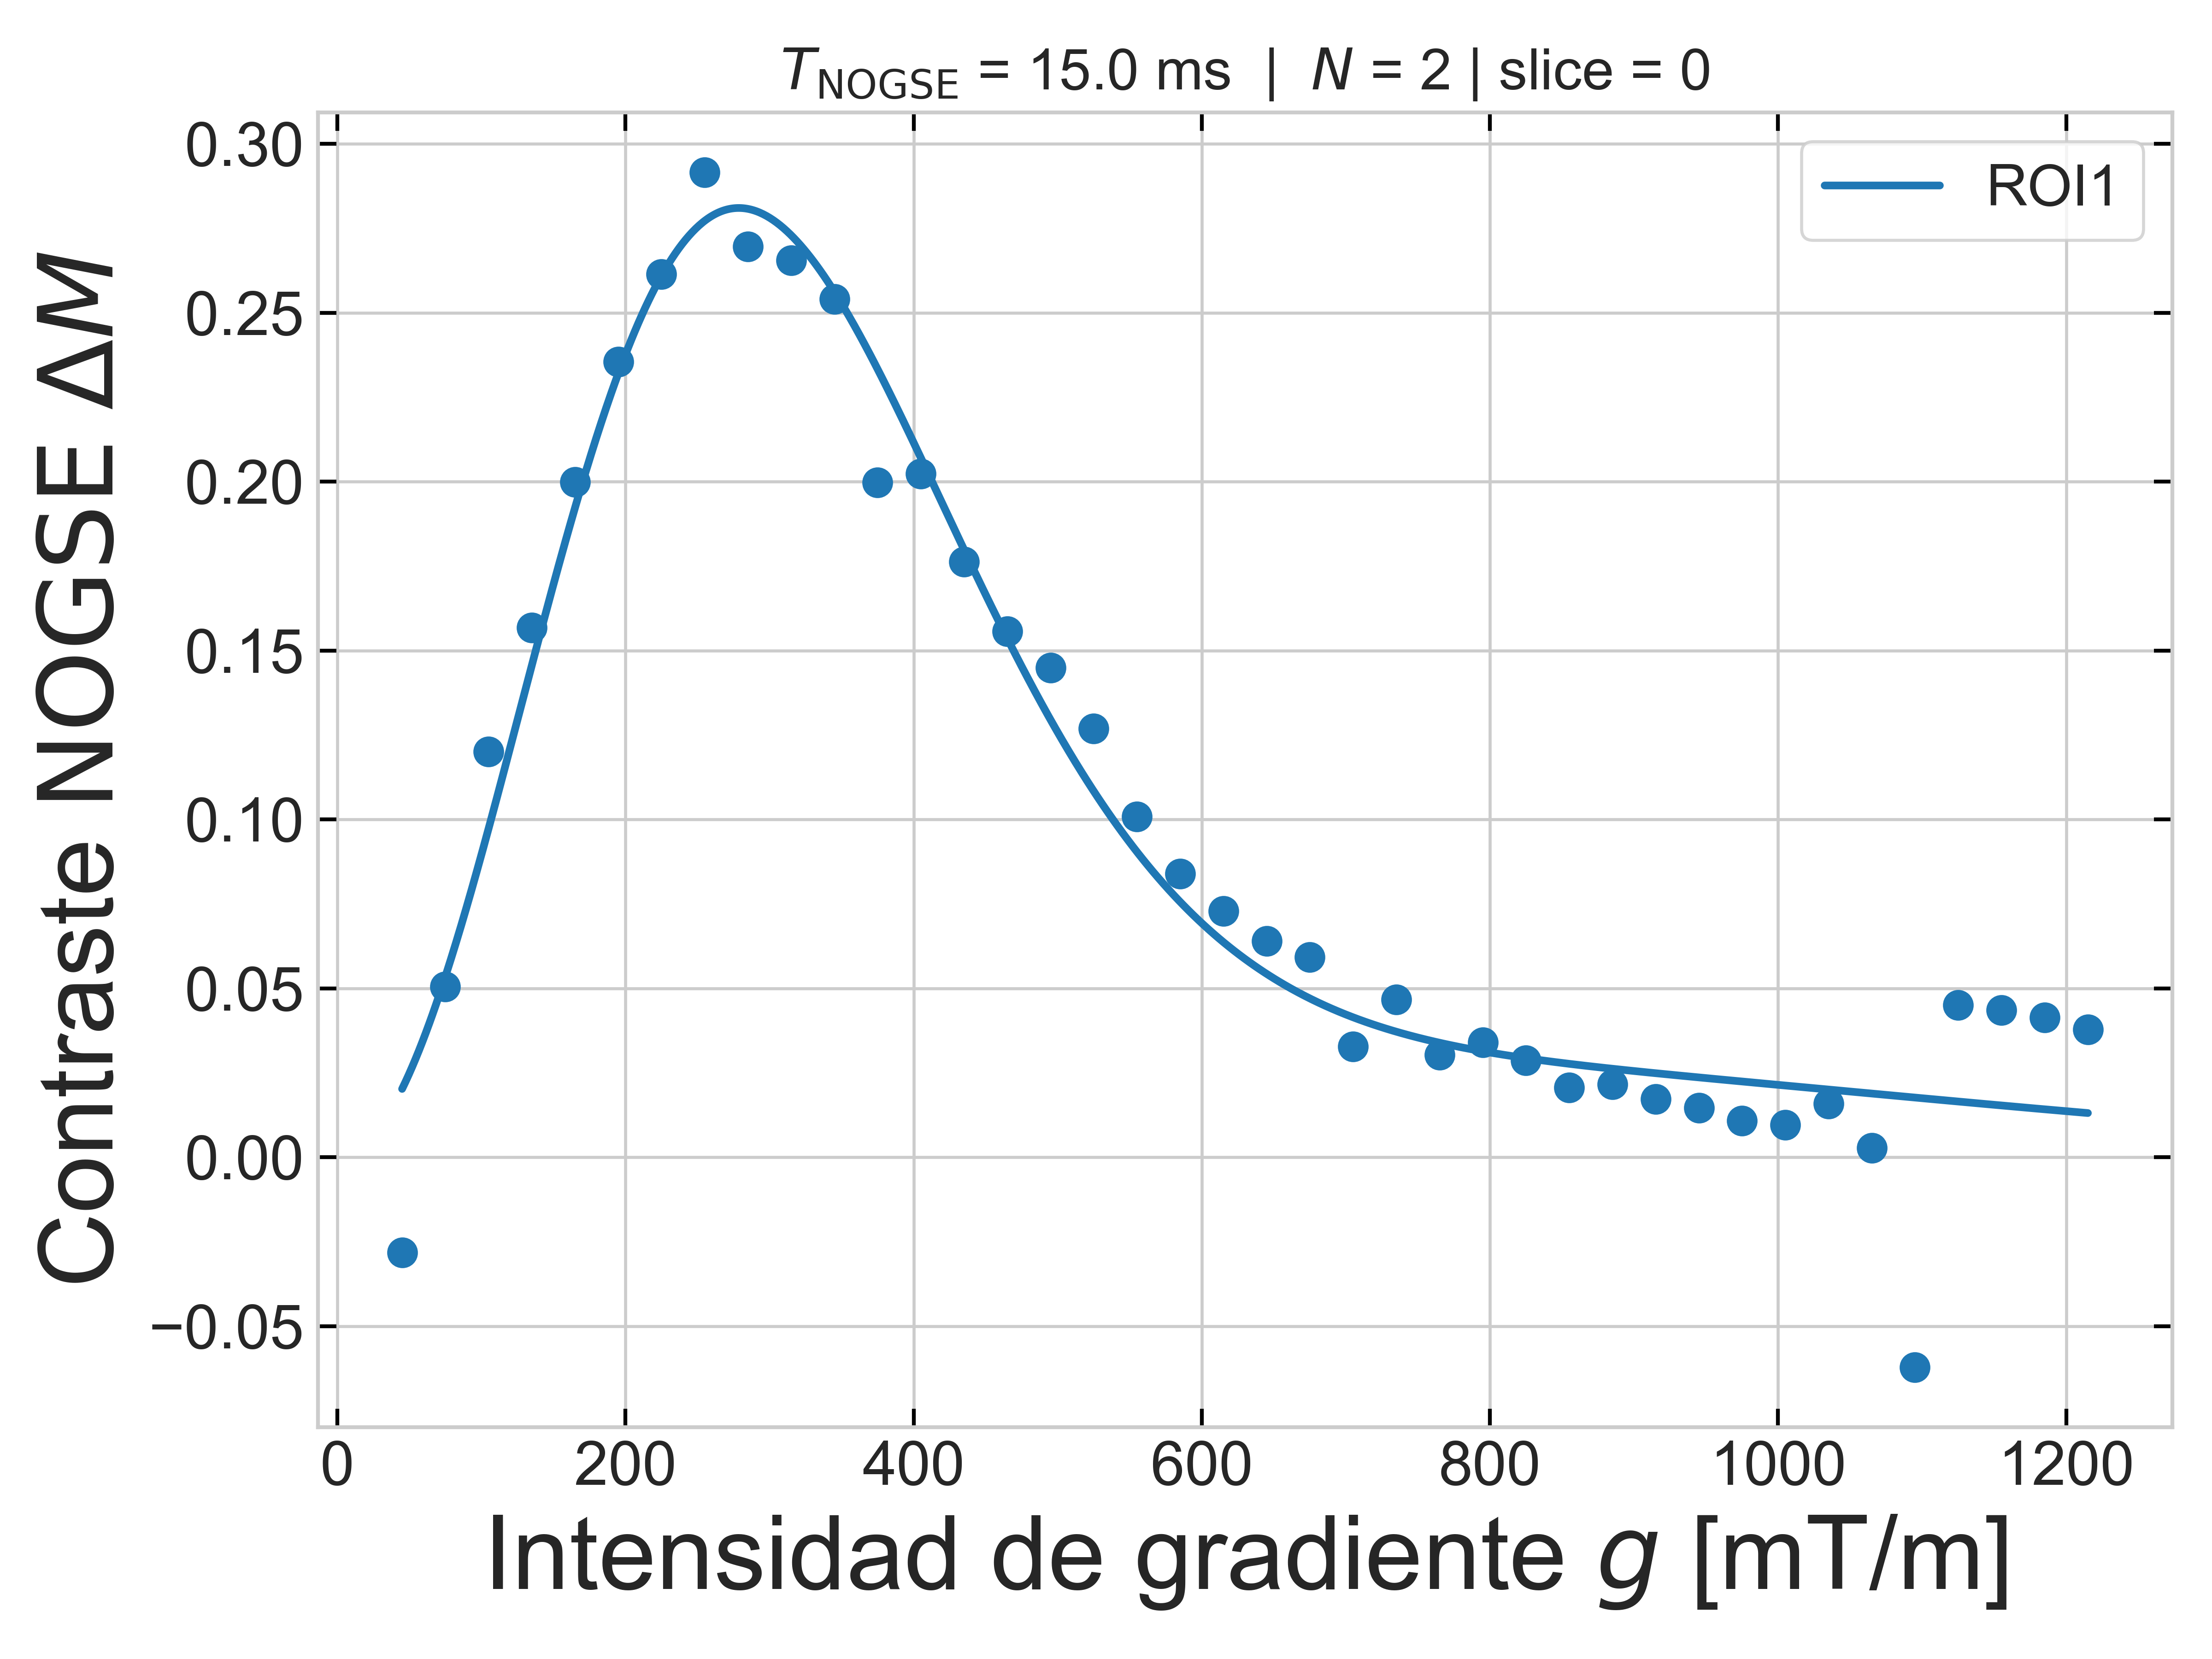 T_NOGSE = 15.0 ms | N = 2 | slice = 0
ROI1
Contraste NOGSE ΔM
0.30
0.25
0.20
0.15
0.10
0.05
0.00
−0.05
0 200 400 600 800 1000 1200
Intensidad de gradiente g [mT/m]